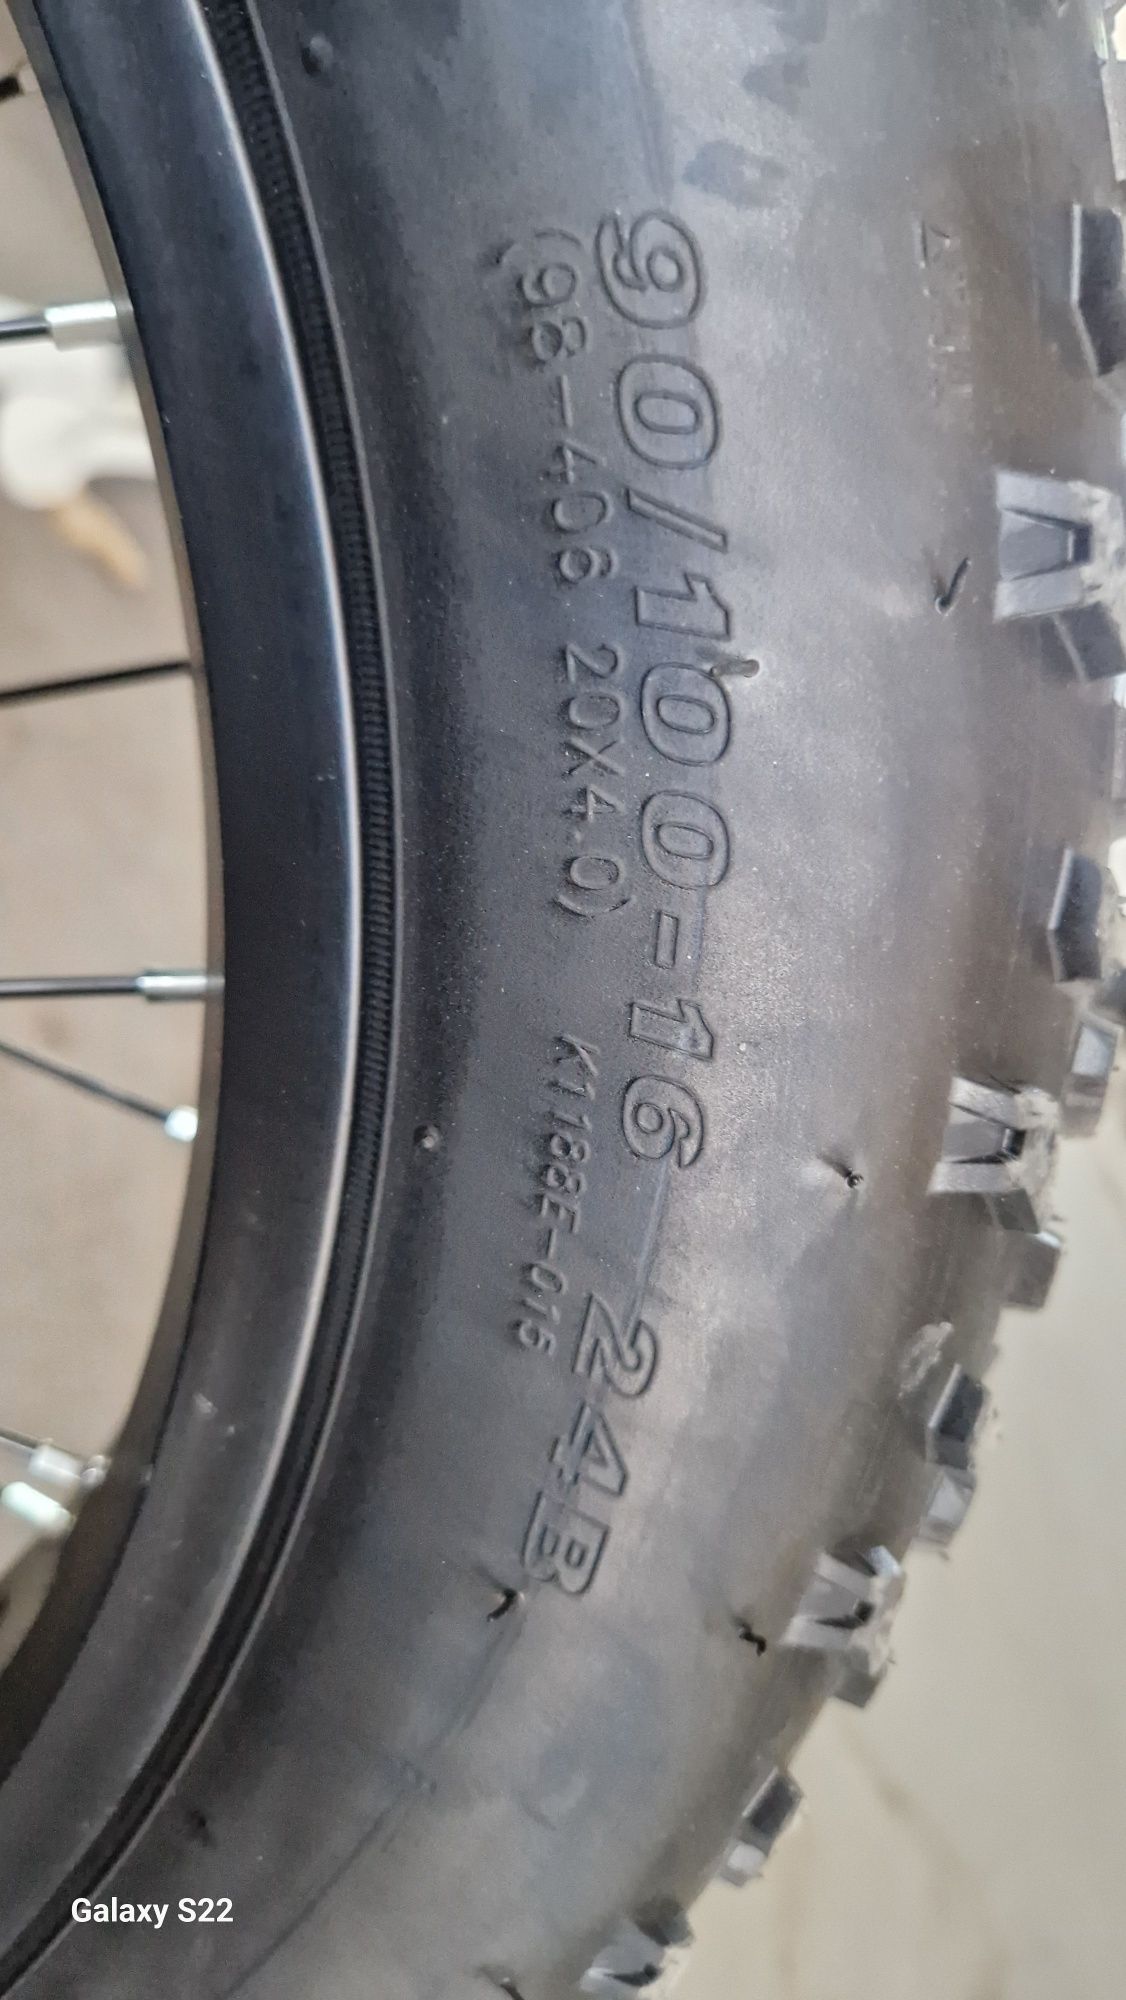 90/100-16 24B
(98-406 20X4.0) K1188E-016
Galaxy S22